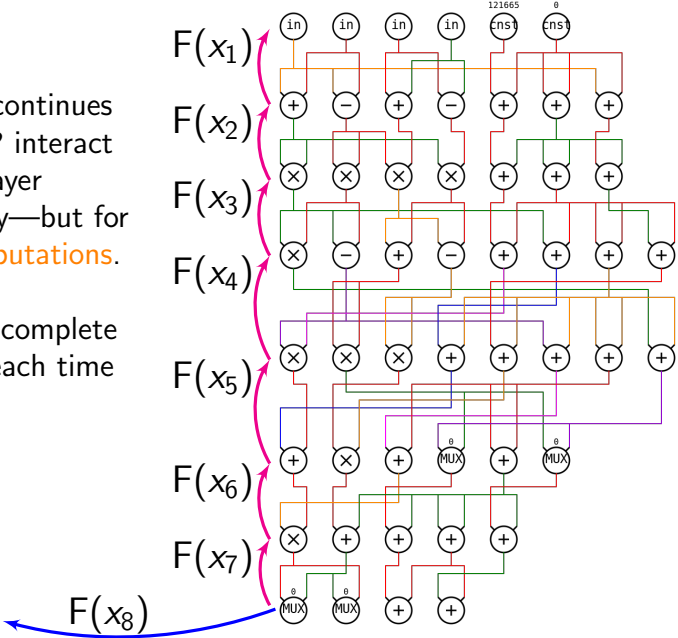 121665 0
in in in in cnst cnst
F(x1)
+ − + − + + +
continues
F(x2)
? interact
× × × × + + +
yer
F(x3)
y—but for
× − + − + + + +
putations.
F(x4)
complete
× × × + + + + +
each time
F(x5)
0 0
+ × + MUX + MUX
F(x6)
× + + + +
F(x7)
0 0
MUX MUX + +
F(x8)